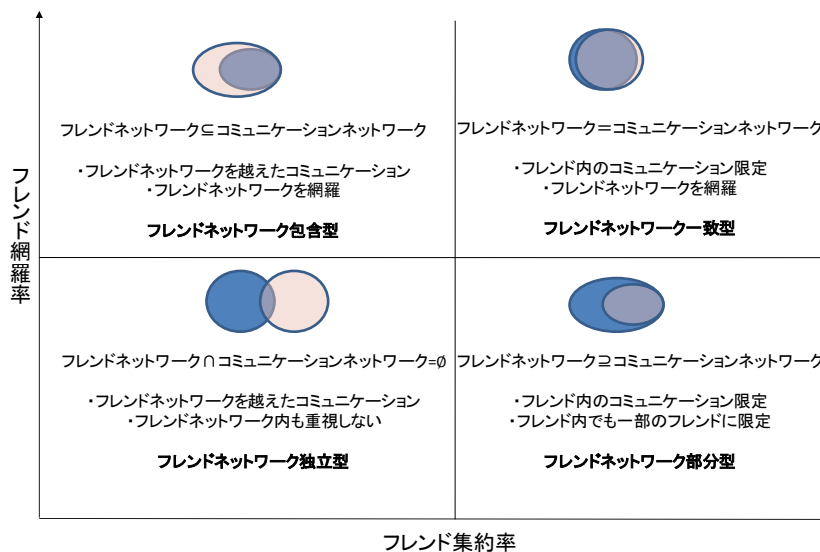 フレンド網羅率
フレンドネットワーク⊆コミュニケーションネットワーク
・フレンドネットワークを越えたコミュニケーション
・フレンドネットワークを網羅
フレンドネットワーク包含型
フレンドネットワーク＝コミュニケーションネットワーク
・フレンド内のコミュニケーション限定
・フレンドネットワークを網羅
フレンドネットワーク一致型
フレンドネットワーク∩コミュニケーションネットワーク=∅
・フレンドネットワークを越えたコミュニケーション
・フレンドネットワーク内も重視しない
フレンドネットワーク独立型
フレンドネットワーク⊇コミュニケーションネットワーク
・フレンド内のコミュニケーション限定
・フレンド内でも一部のフレンドに限定
フレンドネットワーク部分型
フレンド集約率